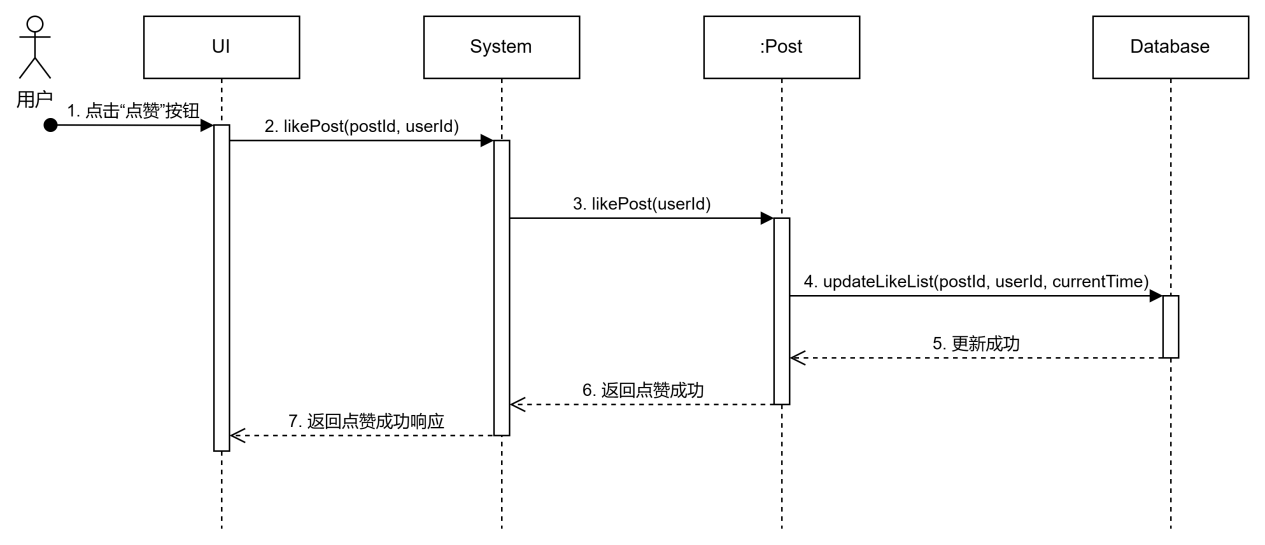 UI
System
:Post
Database
用户
1. 点击“点赞”按钮
2. likePost(postId, userId)
3. likePost(userId)
4. updateLikeList(postId, userId, currentTime)
5. 更新成功
6. 返回点赞成功
7. 返回点赞成功响应